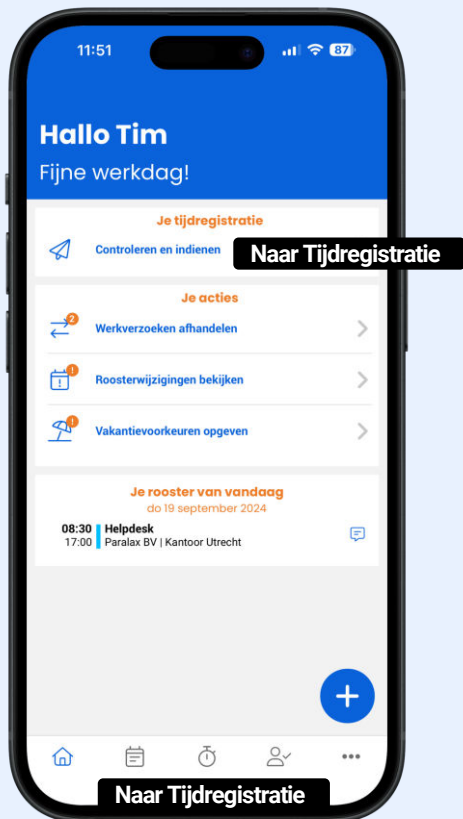 11:51
87
Hallo Tim
Fijne werkdag!
Je tijdregistratie
Controleren en indienen
Naar Tijdregistratie
Je acties
2
Werkverzoeken afhandelen
!
Roosterwijzigingen bekijken
!
Vakantievoorkeuren opgeven
Je rooster van vandaag
do 19 september 2024
08:30 Helpdesk
17:00 Paralax BV | Kantoor Utrecht
Naar Tijdregistratie